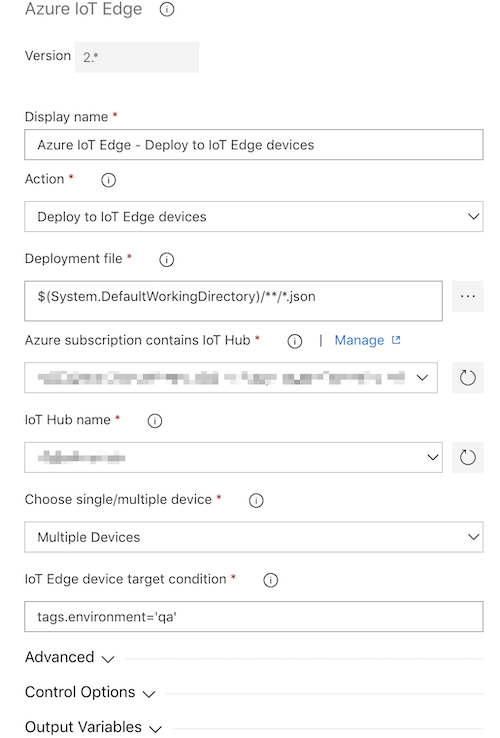 Azure IoT Edge
Version 2.*
Display name *
Azure IoT Edge - Deploy to IoT Edge devices
Action *
Deploy to IoT Edge devices
Deployment file *
$(System.DefaultWorkingDirectory)/**/*.json
Azure subscription contains IoT Hub * | Manage
IoT Hub name *
Choose single/multiple device *
Multiple Devices
IoT Edge device target condition *
tags.environment='qa'
Advanced
Control Options
Output Variables